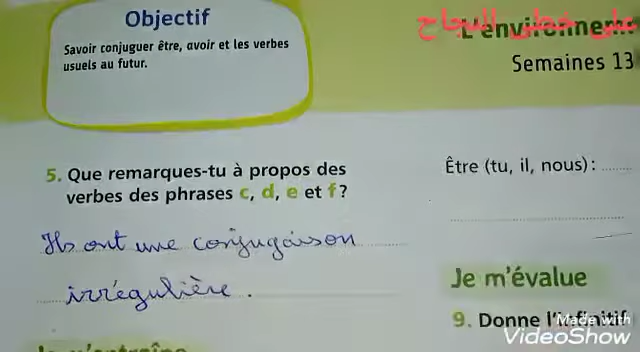 Objectif
Savoir conjuguer être, avoir et les verbes
usuels au futur.
على خطى النجاح
L'environnement
Semaines 13
5. Que remarques-tu à propos des
verbes des phrases c, d, e et f ?
Ils ont une conjugaison
irrégulière.
Être (tu, il, nous) :
Je m'évalue
9. Donne l'infinitif
Made with
VideoShow